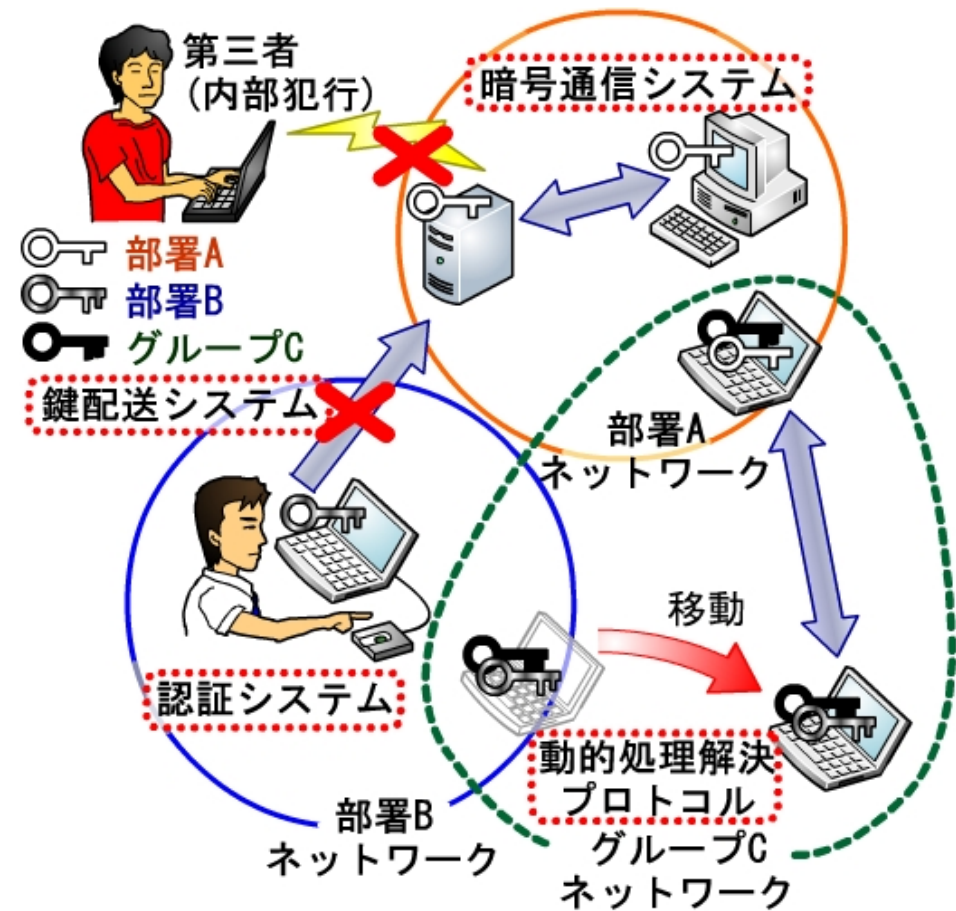 第三者
(内部犯行)
暗号通信システム
部署A
部署B
グループC
鍵配送システム
部署A
ネットワーク
移動
認証システム
動的処理解決
プロトコル
部署B
ネットワーク
グループC
ネットワーク